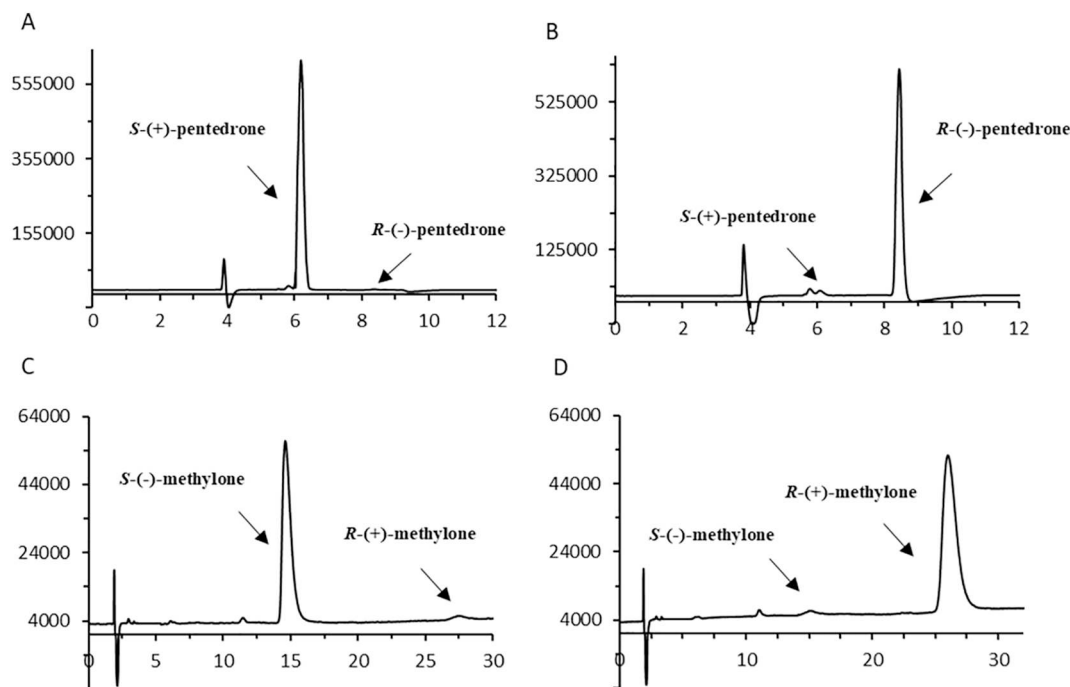 A
555000
355000
155000
S-(+)-pentedrone
R-(-)-pentedrone
0 2 4 6 8 10 12
B
525000
325000
125000
R-(-)-pentedrone
S-(+)-pentedrone
0 2 4 6 8 10 12
C
64000
44000
24000
4000
S-(-)-methylone
R-(+)-methylone
0 5 10 15 20 25 30
D
64000
44000
24000
4000
R-(+)-methylone
S-(-)-methylone
0 10 20 30